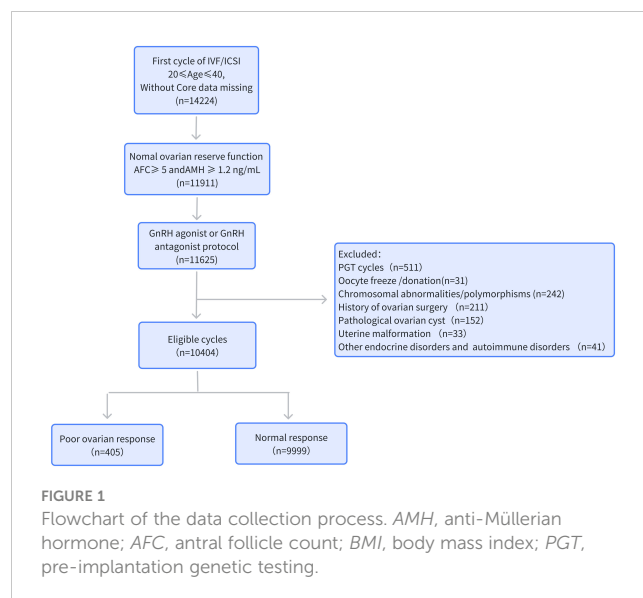 First cycle of IVF/ICSI
20≤Age≤40,
Without Core data missing
(n=14224)
Nomal ovarian reserve function
AFC≥ 5 andAMH ≥ 1.2 ng/mL
(n=11911)
GnRH agonist or GnRH
antagonist protocol
(n=11625)
Excluded：
PGT cycles（n=511)
Oocyte freeze /donation(n=31)
Chromosomal abnormalities/polymorphisms (n=242)
History of ovarian surgery（n=211)
Pathological ovarian cyst（n=152)
Uterine malformation（n=33)
Other endocrine disorders and autoimmune disorders （n=41)
Eligible cycles
（n=10404)
Poor ovarian response
(n=405)
Normal response
(n=9999)
FIGURE 1
Flowchart of the data collection process. AMH, anti-Müllerian
hormone; AFC, antral follicle count; BMI, body mass index; PGT,
pre-implantation genetic testing.